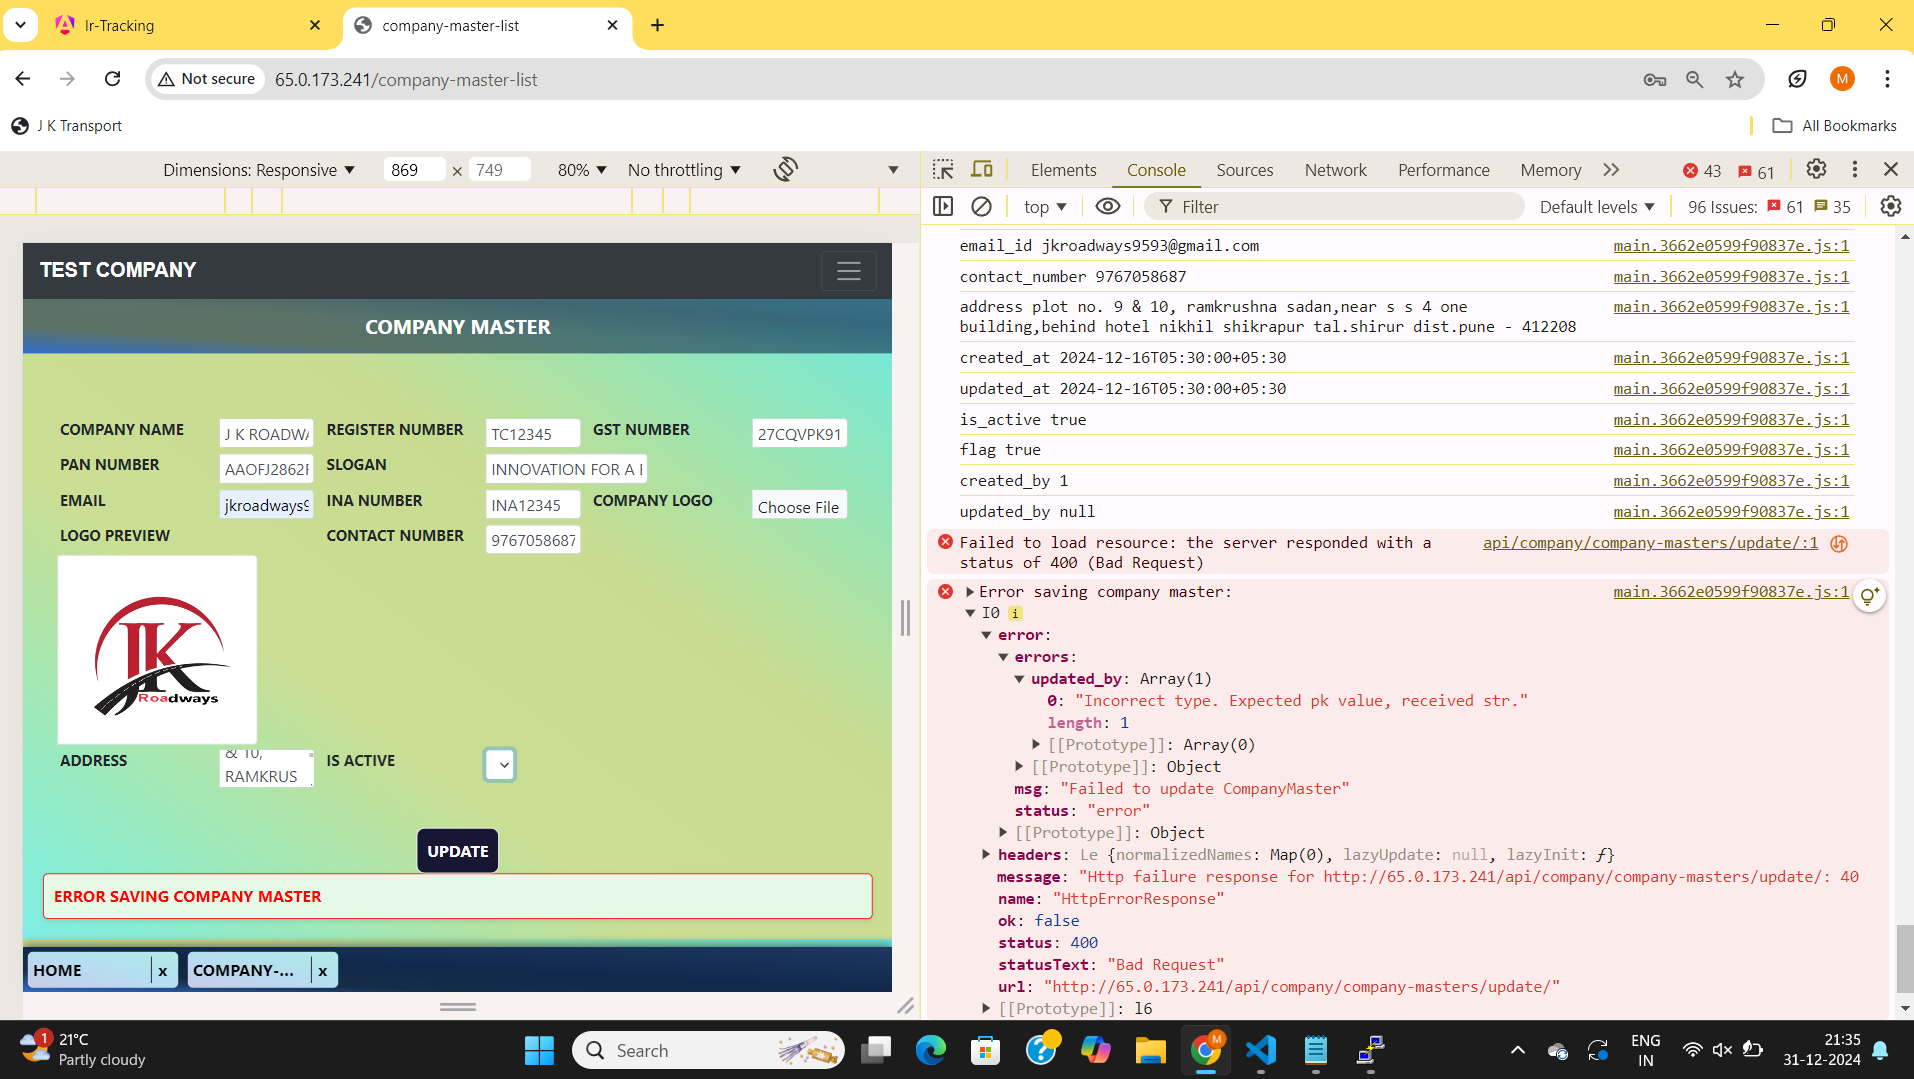 lr-Tracking
company-master-list
Not secure
65.0.173.241/company-master-list
M
J K Transport
All Bookmarks
Dimensions: Responsive
869 × 749
80%
No throttling
Elements
Console
Sources
Network
Performance
Memory
43
61
top
Filter
Default levels
96 Issues: 61 35
TEST COMPANY
COMPANY MASTER
COMPANY NAME
J K ROADWA
REGISTER NUMBER
TC12345
GST NUMBER
27CQVPK91
PAN NUMBER
AAOFJ2862F
SLOGAN
INNOVATION FOR A
EMAIL
jkroadways9
INA NUMBER
INA12345
COMPANY LOGO
Choose File
LOGO PREVIEW
CONTACT NUMBER
9767058687
JK
Roadways
ADDRESS
& 10,
RAMKRUS
IS ACTIVE
UPDATE
ERROR SAVING COMPANY MASTER
HOME x
COMPANY-... x
email_id jkroadways9593@gmail.com main.3662e0599f90837e.js:1
contact_number 9767058687 main.3662e0599f90837e.js:1
address plot no. 9 & 10, ramkrushna sadan,near s s 4 one main.3662e0599f90837e.js:1
building,behind hotel nikhil shikrapur tal.shirur dist.pune - 412208
created_at 2024-12-16T05:30:00+05:30 main.3662e0599f90837e.js:1
updated_at 2024-12-16T05:30:00+05:30 main.3662e0599f90837e.js:1
is_active true main.3662e0599f90837e.js:1
flag true main.3662e0599f90837e.js:1
created_by 1 main.3662e0599f90837e.js:1
updated_by null main.3662e0599f90837e.js:1
Failed to load resource: the server responded with a api/company/company-masters/update/:1
status of 400 (Bad Request)
Error saving company master: main.3662e0599f90837e.js:1
I0 i
error:
errors:
updated_by: Array(1)
0: "Incorrect type. Expected pk value, received str."
length: 1
[[Prototype]]: Array(0)
[[Prototype]]: Object
msg: "Failed to update CompanyMaster"
status: "error"
[[Prototype]]: Object
headers: Le {normalizedNames: Map(0), lazyUpdate: null, lazyInit: ƒ}
message: "Http failure response for http://65.0.173.241/api/company/company-masters/update/: 40
name: "HttpErrorResponse"
ok: false
status: 400
statusText: "Bad Request"
url: "http://65.0.173.241/api/company/company-masters/update/"
[[Prototype]]: l6
1
21°C
Partly cloudy
Search
M
ENG
IN
21:35
31-12-2024